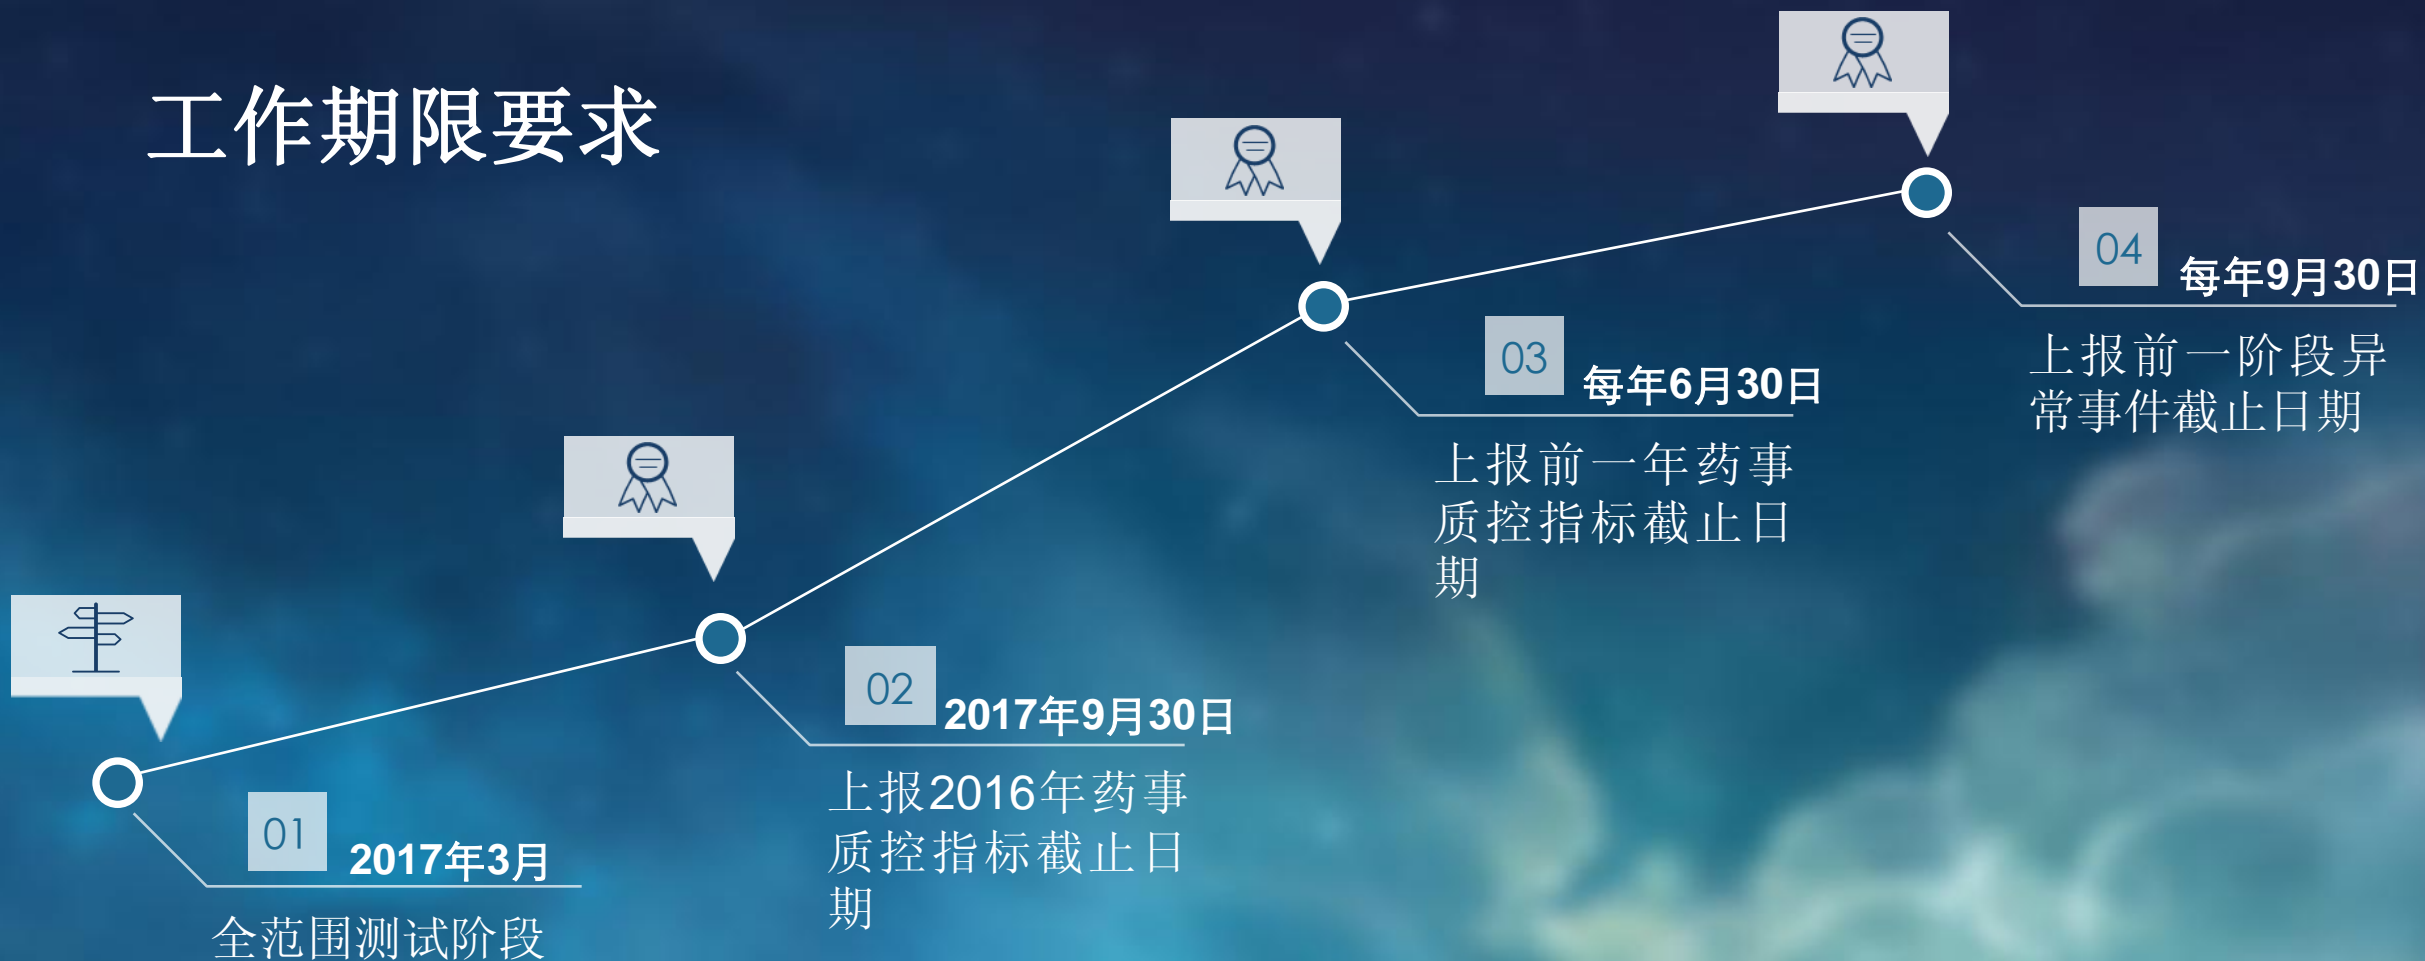 工作期限要求
01
2017年3月
全范围测试阶段
02
2017年9月30日
上报2016年药事
质控指标截止日
期
03
每年6月30日
上报前一年药事
质控指标截止日
期
04
每年9月30日
上报前一阶段异
常事件截止日期